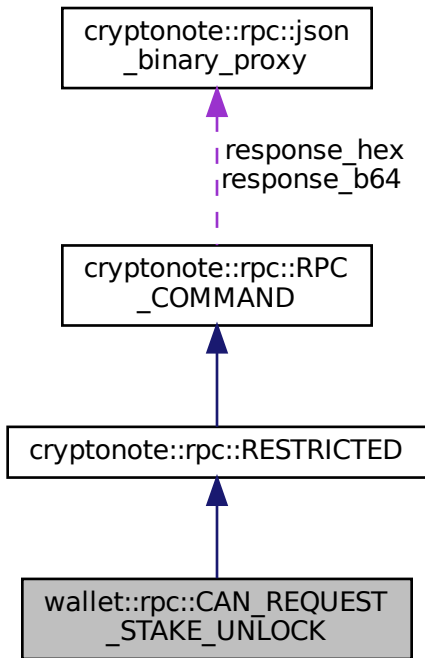 cryptonote::rpc::json
_binary_proxy
response_hex
response_b64
cryptonote::rpc::RPC
_COMMAND
cryptonote::rpc::RESTRICTED
wallet::rpc::CAN_REQUEST
_STAKE_UNLOCK